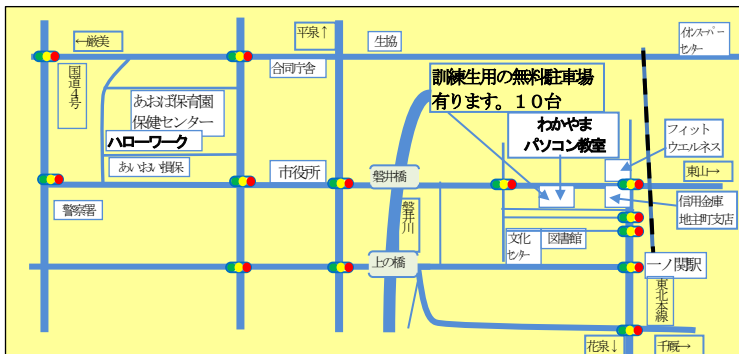 ←厳美
平泉↑
生協
イオンスーパー
センター
国道4号
合同庁舎
訓練生用の無料駐車場
有ります。１０台
あおば保育園
保健センター
ハローワーク
わかやま
パソコン教室
フィット
ウエルネス
あいおい損保
市役所
磐井橋
東山→
警察署
磐井川
信用金庫
地主町支店
文化
センター
図書館
上の橋
一ノ関駅
東北本線
花泉↓
千厩→